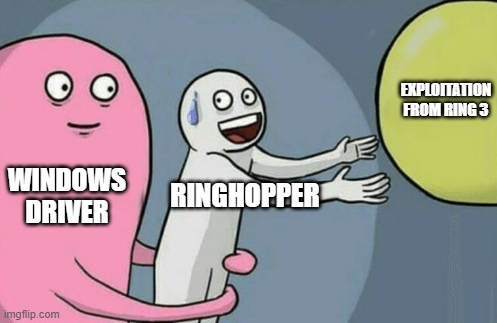 EXPLOITATION
FROM RING 3
WINDOWS
DRIVER
RINGHOPPER
imgflip.com